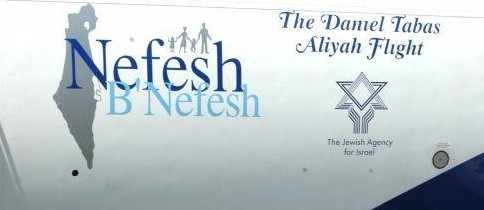 Nefesh
B'Nefesh
The Daniel Tabas
Aliyah Flight
The Jewish Agency
for Israel